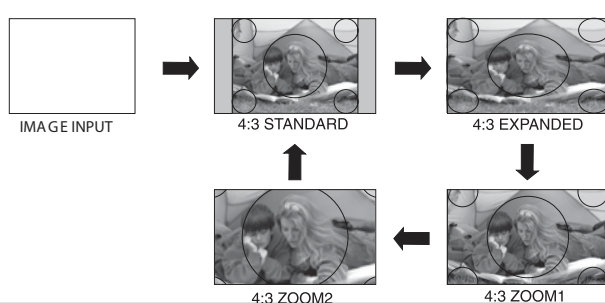 IMAGE INPUT
4:3 STANDARD
4:3 EXPANDED
4:3 ZOOM2
4:3 ZOOM1